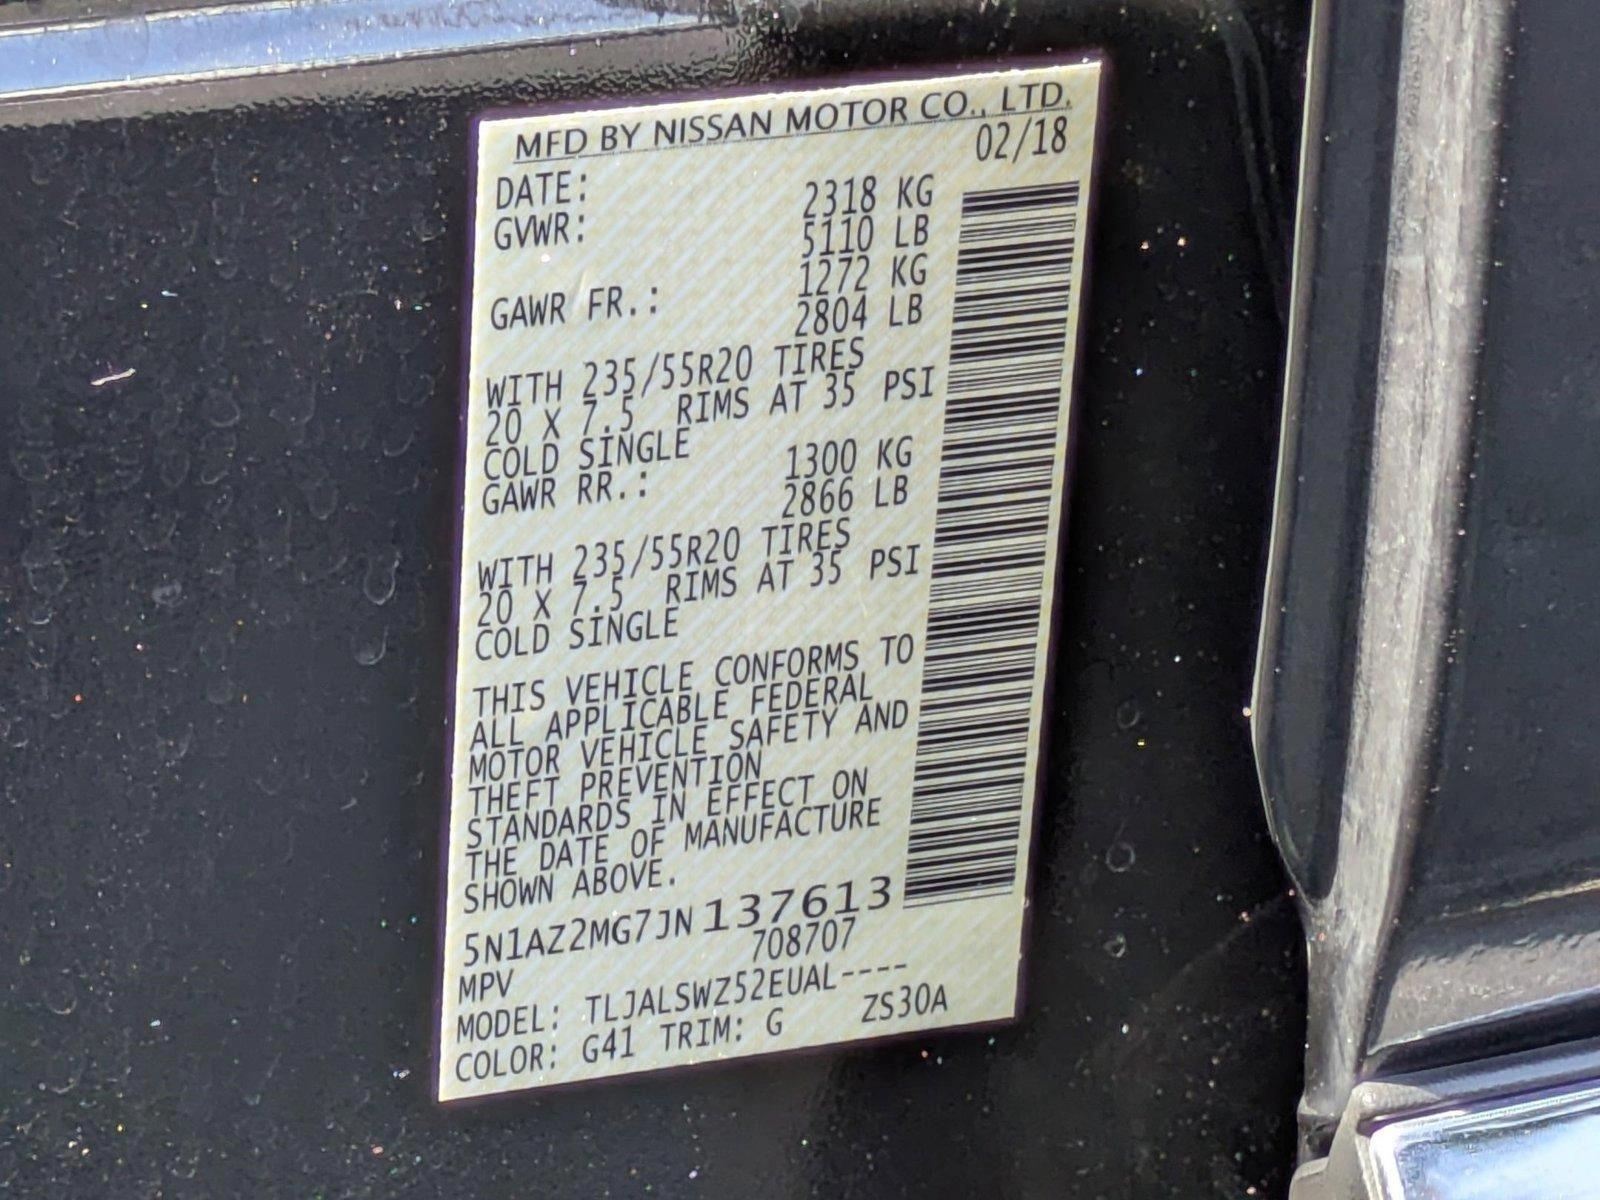 MFD BY NISSAN MOTOR CO., LTD.
DATE: 02/18
GVWR: 2318 KG
5110 LB
GAWR FR.: 1272 KG
2804 LB
WITH 235/55R20 TIRES
20 X 7.5 RIMS AT 35 PSI
COLD SINGLE
GAWR RR.: 1300 KG
2866 LB
WITH 235/55R20 TIRES
20 X 7.5 RIMS AT 35 PSI
COLD SINGLE
THIS VEHICLE CONFORMS TO
ALL APPLICABLE FEDERAL
MOTOR VEHICLE SAFETY AND
THEFT PREVENTION
STANDARDS IN EFFECT ON
THE DATE OF MANUFACTURE
SHOWN ABOVE.
5N1AZ2MG7JN137613
MPV 708707
MODEL: TLJALSWZ52EUAL----
COLOR: G41 TRIM: G ZS30A